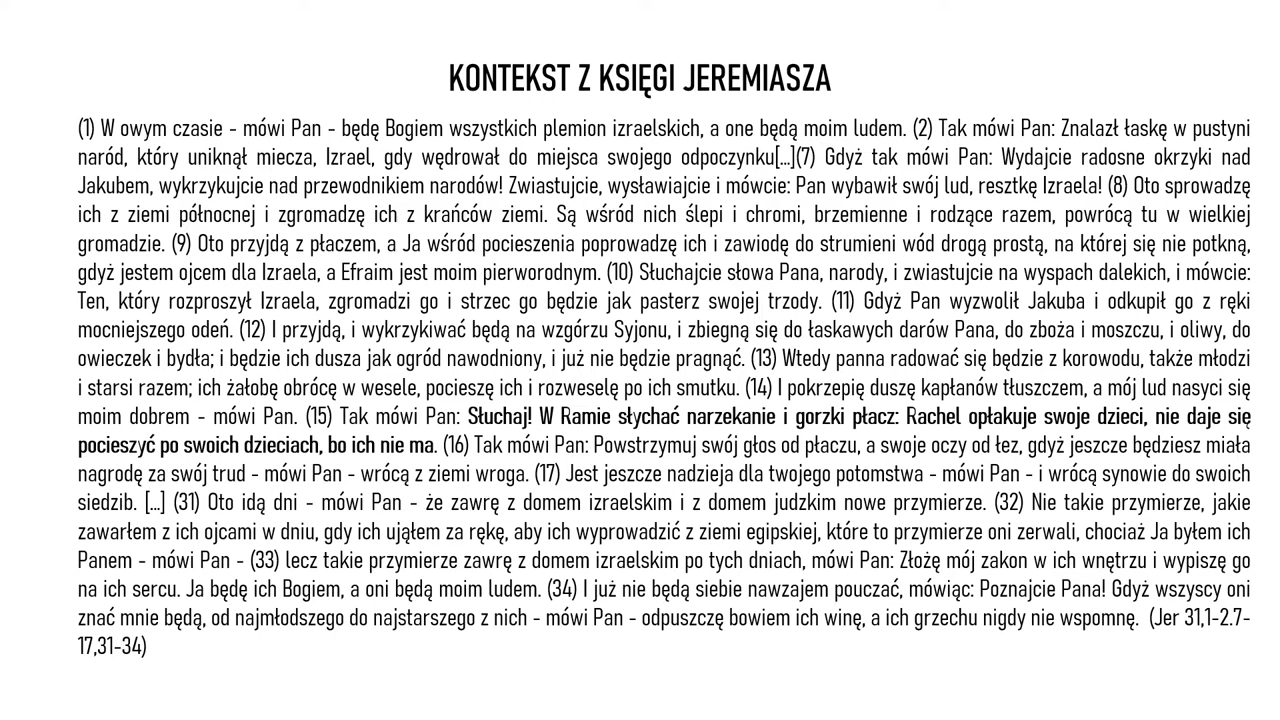 KONTEKST Z KSIĘGI JEREMIASZA
(1) W owym czasie - mówi Pan - będę Bogiem wszystkich plemion izraelskich, a one będą moim ludem. (2) Tak mówi Pan: Znalazł łaskę w pustyni
naród, który uniknął miecza, Izrael, gdy wędrował do miejsca swojego odpoczynku[...](7) Gdyż tak mówi Pan: Wydajcie radosne okrzyki nad
Jakubem, wykrzykujcie nad przewodnikiem narodów! Zwiastujcie, wysławiajcie i mówcie: Pan wybawił swój lud, resztkę Izraela! (8) Oto sprowadzę
ich z ziemi północnej i zgromadzę ich z krańców ziemi. Są wśród nich ślepi i chromi, brzemienne i rodzące razem, powrócą tu w wielkiej
gromadzie. (9) Oto przyjdą z płaczem, a Ja wśród pocieszenia poprowadzę ich i zawiodę do strumieni wód drogą prostą, na której się nie potkną,
gdyż jestem ojcem dla Izraela, a Efraim jest moim pierworodnym. (10) Słuchajcie słowa Pana, narody, i zwiastujcie na wyspach dalekich, i mówcie:
Ten, który rozproszył Izraela, zgromadzi go i strzec go będzie jak pasterz swojej trzody. (11) Gdyż Pan wyzwolił Jakuba i odkupił go z ręki
mocniejszego odeń. (12) I przyjdą, i wykrzykiwać będą na wzgórzu Syjonu, i zbiegną się do łaskawych darów Pana, do zboża i moszczu, i oliwy, do
owieczek i bydła; i będzie ich dusza jak ogród nawodniony, i już nie będzie pragnąć. (13) Wtedy panna radować się będzie z korowodu, także młodzi
i starsi razem; ich żałobę obrócę w wesele, pocieszę ich i rozweselę po ich smutku. (14) I pokrzepię duszę kapłanów tłuszczem, a mój lud nasyci się
moim dobrem - mówi Pan. (15) Tak mówi Pan: Słuchaj! W Ramie słychać narzekanie i gorzki płacz: Rachel opłakuje swoje dzieci, nie daje się
pocieszyć po swoich dzieciach, bo ich nie ma. (16) Tak mówi Pan: Powstrzymuj swój głos od płaczu, a swoje oczy od łez, gdyż jeszcze będziesz miała
nagrodę za swój trud - mówi Pan - wrócą z ziemi wroga. (17) Jest jeszcze nadzieja dla twojego potomstwa - mówi Pan - i wrócą synowie do swoich
siedzib. [...] (31) Oto idą dni - mówi Pan - że zawrę z domem izraelskim i z domem judzkim nowe przymierze. (32) Nie takie przymierze, jakie
zawarłem z ich ojcami w dniu, gdy ich ująłem za rękę, aby ich wyprowadzić z ziemi egipskiej, które to przymierze oni zerwali, chociaż Ja byłem ich
Panem - mówi Pan - (33) lecz takie przymierze zawrę z domem izraelskim po tych dniach, mówi Pan: Złożę mój zakon w ich wnętrzu i wypiszę go
na ich sercu. Ja będę ich Bogiem, a oni będą moim ludem. (34) I już nie będą siebie nawzajem pouczać, mówiąc: Poznajcie Pana! Gdyż wszyscy oni
znać mnie będą, od najmłodszego do najstarszego z nich - mówi Pan - odpuszczę bowiem ich winę, a ich grzechu nigdy nie wspomnę. (Jer 31,1-2.7-
17,31-34)